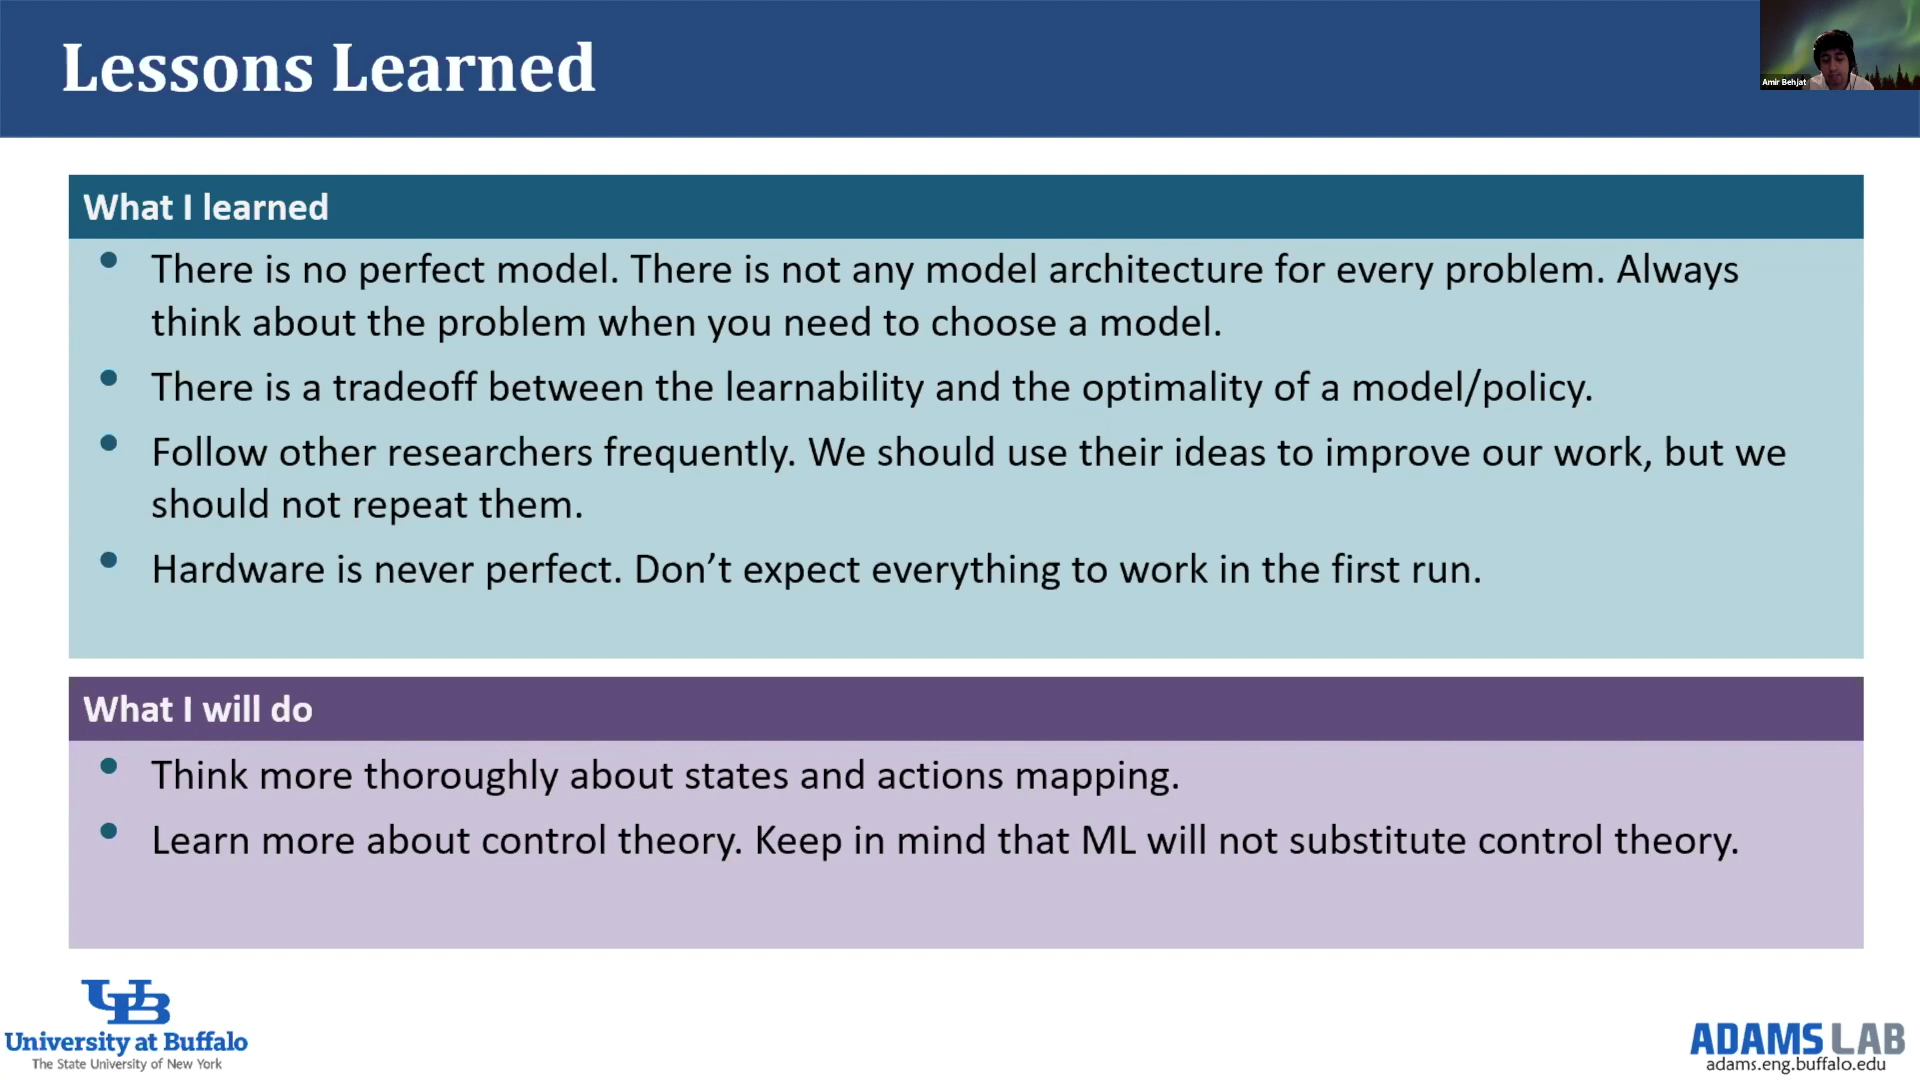 Lessons Learned
Amir Behjat
What I learned
There is no perfect model. There is not any model architecture for every problem. Always
think about the problem when you need to choose a model.
There is a tradeoff between the learnability and the optimality of a model/policy.
Follow other researchers frequently. We should use their ideas to improve our work, but we
should not repeat them.
Hardware is never perfect. Don’t expect everything to work in the first run.
What I will do
Think more thoroughly about states and actions mapping.
Learn more about control theory. Keep in mind that ML will not substitute control theory.
UB
University at Buffalo
The State University of New York
ADAMS LAB
adams.eng.buffalo.edu